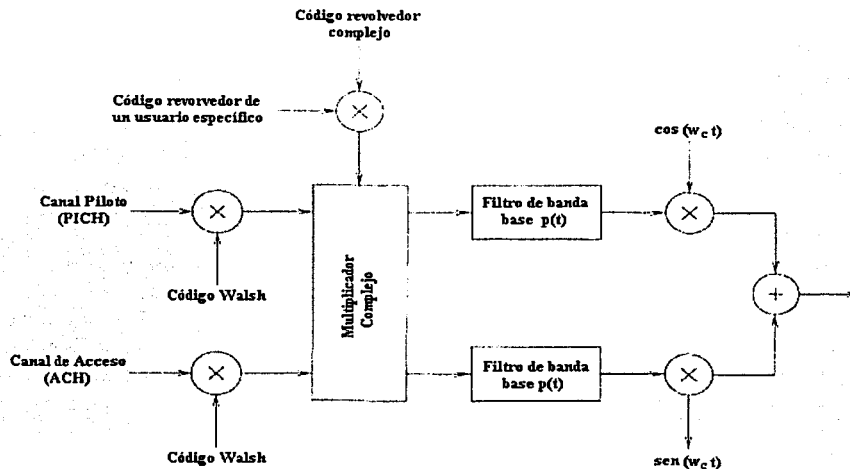 Código revolvedor
complejo
Código revorvedor de
un usuario específico
cos (w_c t)
Canal Piloto
(PICH)
Filtro de banda
base p(t)
Código Walsh
Multiplicador
Complejo
Canal de Acceso
(ACH)
Filtro de banda
base p(t)
Código Walsh
sen (w_c t)